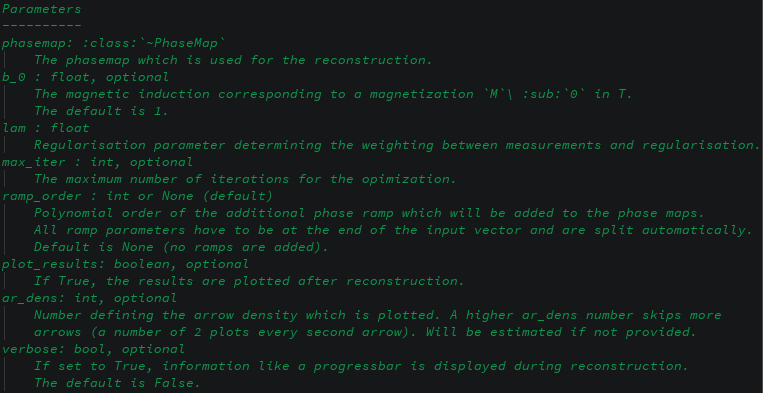 Parameters
----------
phasemap: :class:`~PhaseMap`
The phasemap which is used for the reconstruction.
b_0 : float, optional
The magnetic induction corresponding to a magnetization `M`\ :sub:`0` in T.
The default is 1.
lam : float
Regularisation parameter determining the weighting between measurements and regularisation.
max_iter : int, optional
The maximum number of iterations for the opimization.
ramp_order : int or None (default)
Polynomial order of the additional phase ramp which will be added to the phase maps.
All ramp parameters have to be at the end of the input vector and are split automatically.
Default is None (no ramps are added).
plot_results: boolean, optional
If True, the results are plotted after reconstruction.
ar_dens: int, optional
Number defining the arrow density which is plotted. A higher ar_dens number skips more
arrows (a number of 2 plots every second arrow). Will be estimated if not provided.
verbose: bool, optional
If set to True, information like a progressbar is displayed during reconstruction.
The default is False.